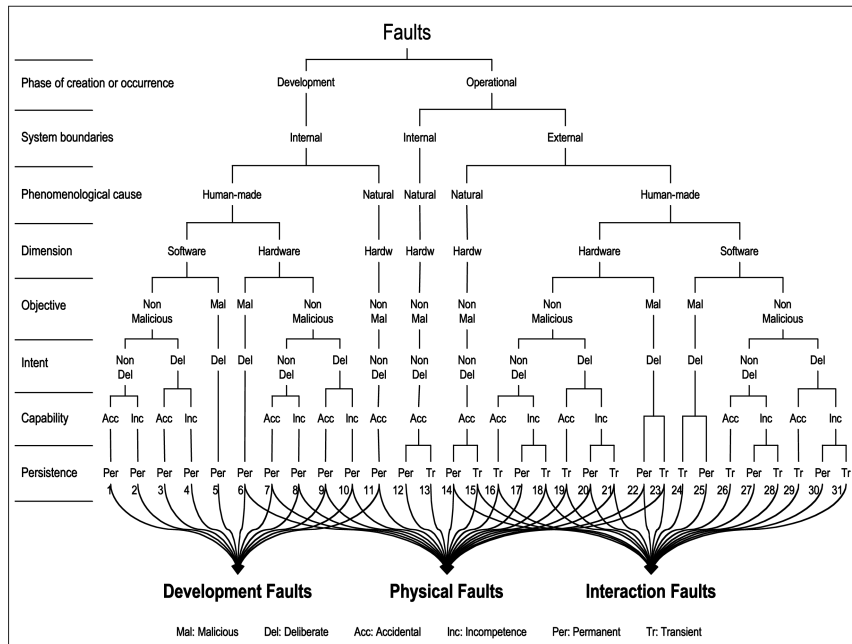 Faults
Phase of creation or occurrence Development Operational
System boundaries Internal Internal External
Phenomenological cause Human-made Natural Natural Natural Human-made
Dimension Software Hardware Hardw Hardw Hardw Hardware Software
Objective Non Mal Mal Non Non Non Non Non Mal Mal Non
Malicious Malicious Mal Mal Mal Malicious Malicious
Intent Non Del Del Del Non Del Non Non Non Non Del Del Del Non Del
Del Del Del Del Del Del Del
Capability Acc Inc Acc Inc Acc Inc Acc Inc Acc Acc Acc Acc Inc Acc Inc Acc Inc Acc Inc
Persistence Per Per Per Per Per Per Per Per Per Per Per Per Tr Per Tr Tr Per Tr Tr Per Tr Per Tr Tr Per Tr Per Tr Tr Per Tr
1 2 3 4 5 6 7 8 9 10 11 12 13 14 15 16 17 18 19 20 21 22 23 24 25 26 27 28 29 30 31
Development Faults Physical Faults Interaction Faults
Mal: Malicious Del: Deliberate Acc: Accidental Inc: Incompetence Per: Permanent Tr: Transient